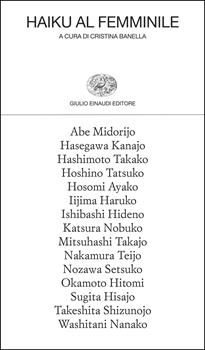 HAIKU AL FEMMINILE
A CURA DI CRISTINA BANELLA
GIULIO EINAUDI EDITORE
Abe Midorijo
Hasegawa Kanajo
Hashimoto Takako
Hoshino Tatsuko
Hosomi Ayako
Iijima Haruko
Ishibashi Hideno
Katsura Nobuko
Mitsuhashi Takajo
Nakamura Teijo
Nozawa Setsuko
Okamoto Hitomi
Sugita Hisajo
Takeshita Shizunojo
Washitani Nanako